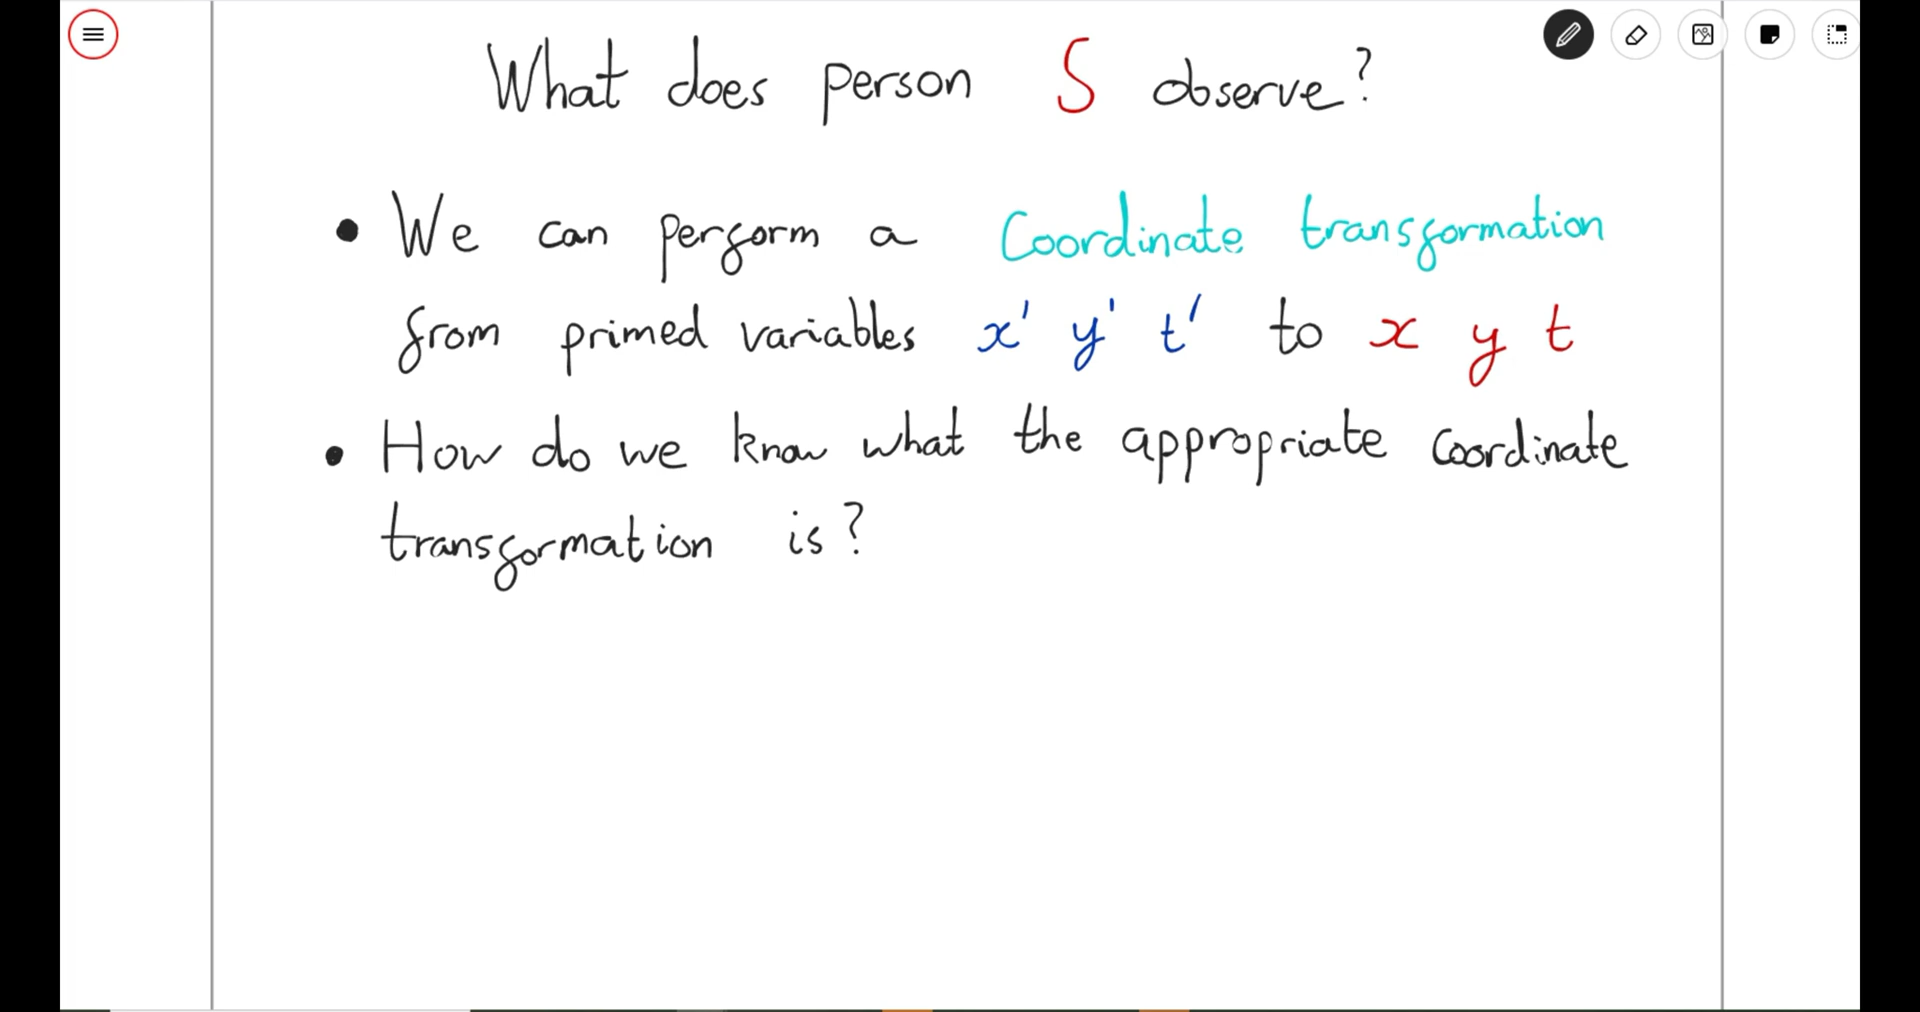 What does person S observe?
• We can perform a Coordinate transformation
from primed variables x' y' t' to x y t
• How do we know what the appropriate Coordinate
transformation is?